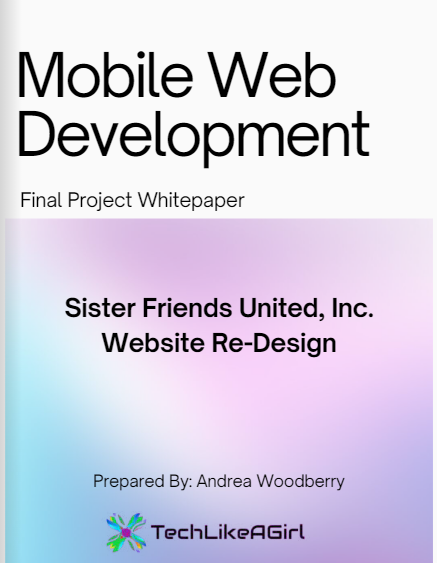 Mobile Web
Development
Final Project Whitepaper
Sister Friends United, Inc.
Website Re-Design
Prepared By: Andrea Woodberry
TechLikeAGirl